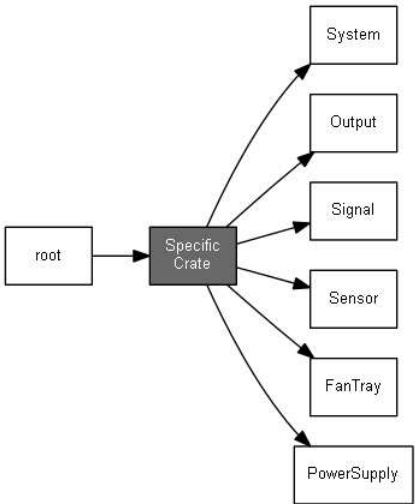 System
Output
Signal
root
Specific
Crate
Sensor
FanTray
PowerSupply